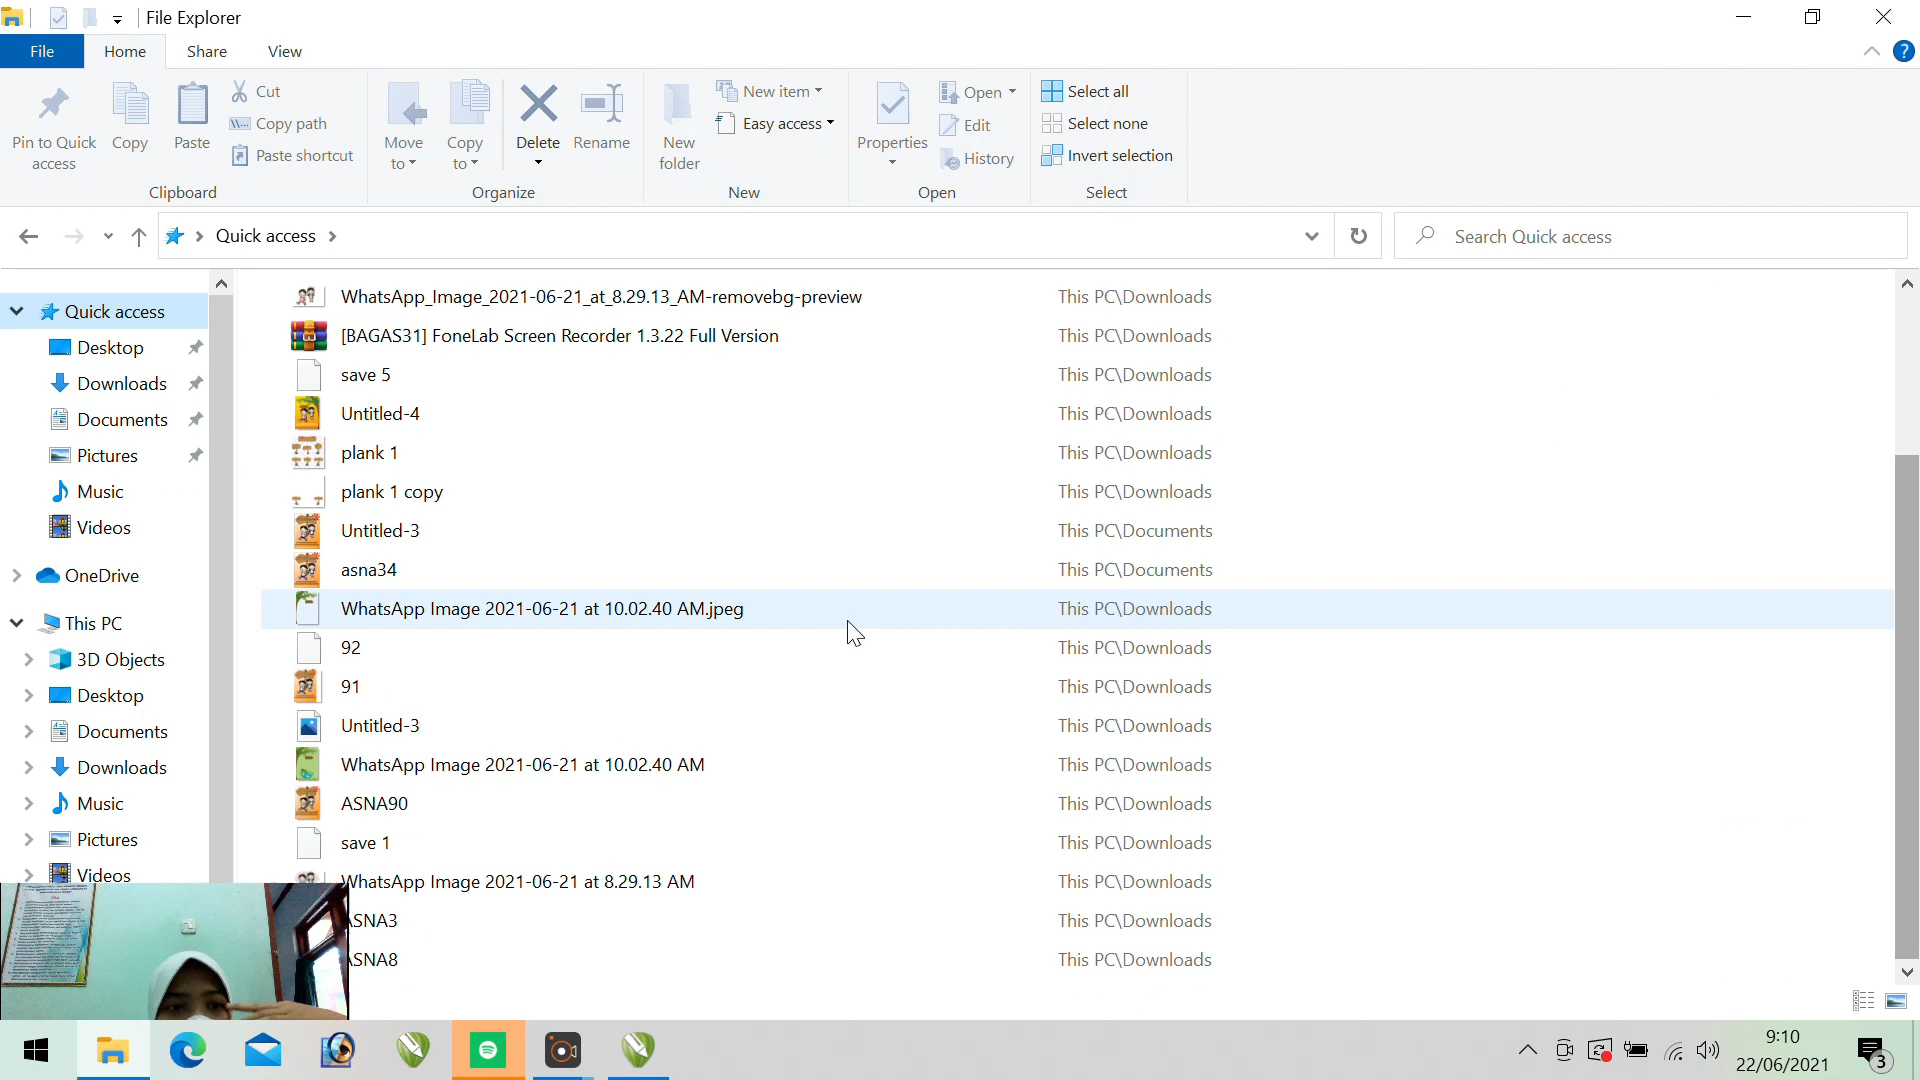 File Explorer
File Home Share View
Pin to Quick access
Copy
Paste
Cut
Copy path
Paste shortcut
Clipboard
Move to
Copy to
Delete
Rename
Organize
New folder
New item
Easy access
New
Properties
Open
Edit
History
Open
Select all
Select none
Invert selection
Select
Quick access
Search Quick access
Quick access
Desktop
Downloads
Documents
Pictures
Music
Videos
OneDrive
This PC
3D Objects
Desktop
Documents
Downloads
Music
Pictures
Videos
WhatsApp_Image_2021-06-21_at_8.29.13_AM-removebg-preview This PC\Downloads
[BAGAS31] FoneLab Screen Recorder 1.3.22 Full Version This PC\Downloads
save 5 This PC\Downloads
Untitled-4 This PC\Downloads
plank 1 This PC\Downloads
plank 1 copy This PC\Downloads
Untitled-3 This PC\Documents
asna34 This PC\Documents
WhatsApp Image 2021-06-21 at 10.02.40 AM.jpeg This PC\Downloads
92 This PC\Downloads
91 This PC\Downloads
Untitled-3 This PC\Downloads
WhatsApp Image 2021-06-21 at 10.02.40 AM This PC\Downloads
ASNA90 This PC\Downloads
save 1 This PC\Downloads
WhatsApp Image 2021-06-21 at 8.29.13 AM This PC\Downloads
ASNA3 This PC\Downloads
ASNA8 This PC\Downloads
9:10
22/06/2021
3